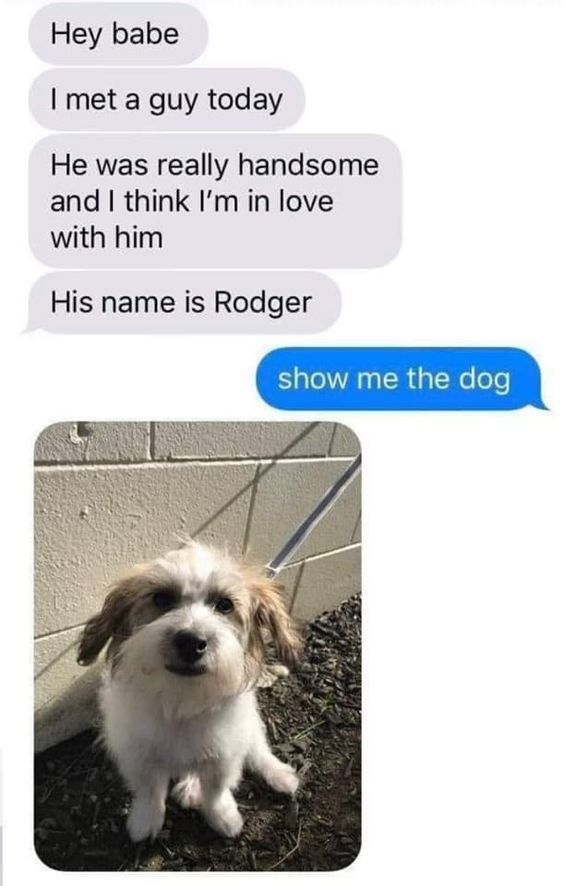 Hey babe
I met a guy today
He was really handsome
and I think I'm in love
with him
His name is Rodger
show me the dog